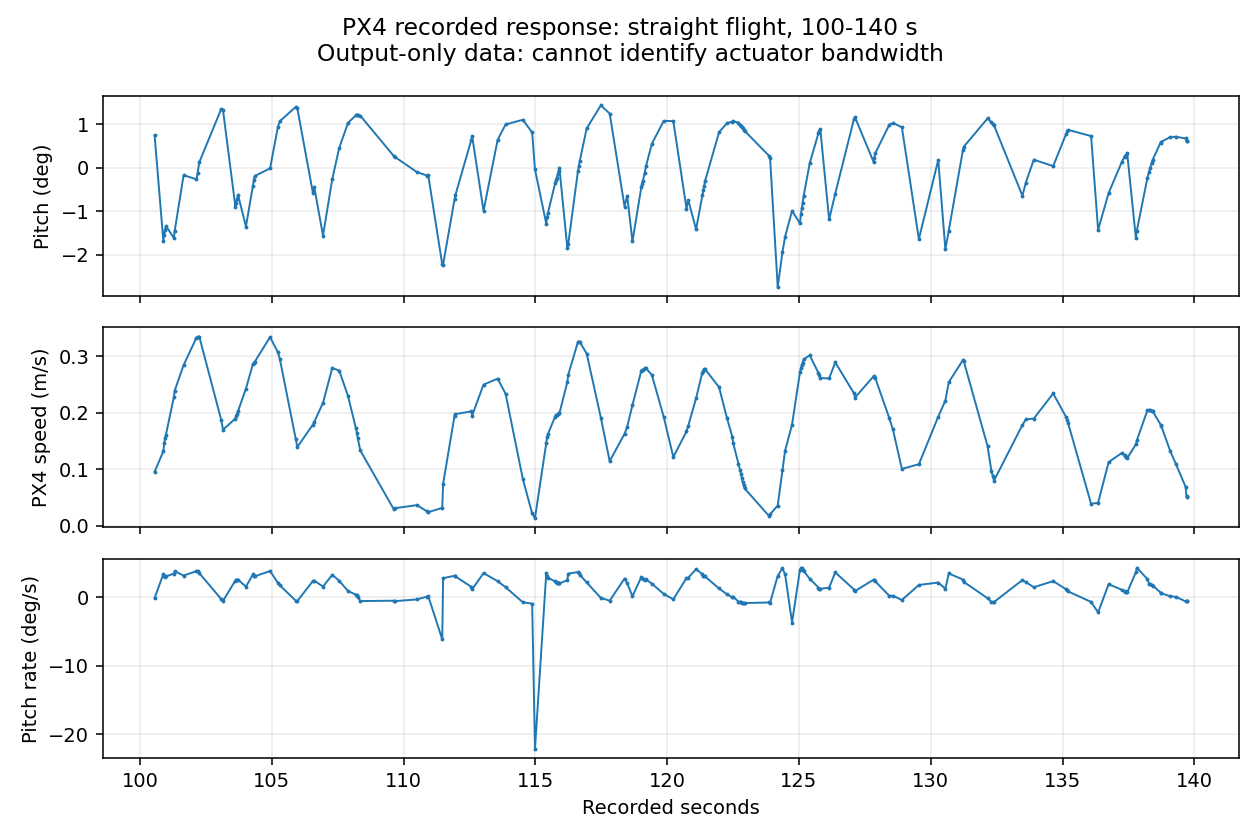 PX4 recorded response: straight flight, 100-140 s
Output-only data: cannot identify actuator bandwidth
Pitch (deg)
1
0
−1
−2
PX4 speed (m/s)
0.3
0.2
0.1
0.0
Pitch rate (deg/s)
0
−10
−20
100 105 110 115 120 125 130 135 140
Recorded seconds